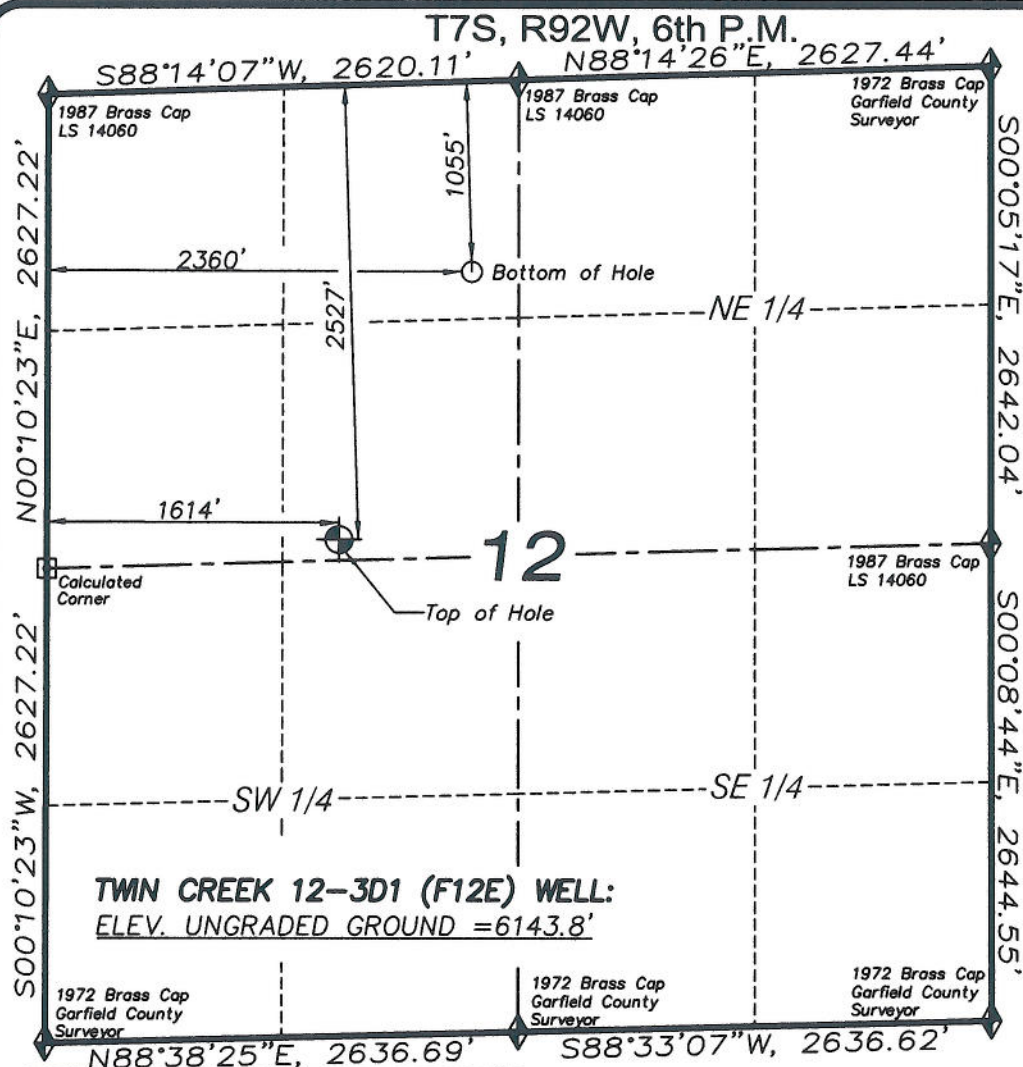 T7S, R92W, 6th P.M.
S88°14'07"W, 2620.11'
N88°14'26"E, 2627.44'
1987 Brass Cap
LS 14060
1987 Brass Cap
LS 14060
1972 Brass Cap
Garfield County
Surveyor
N00°10'23"E, 2627.22'
S00°05'17"E, 2642.04'
1055'
2360'
Bottom of Hole
2527'
NE 1/4
1614'
12
Calculated
Corner
1987 Brass Cap
LS 14060
Top of Hole
S00°10'23"W, 2627.22'
S00°08'44"E, 2644.55'
SW 1/4
SE 1/4
TWIN CREEK 12-3D1 (F12E) WELL:
ELEV. UNGRADED GROUND =6143.8'
1972 Brass Cap
Garfield County
Surveyor
1972 Brass Cap
Garfield County
Surveyor
1972 Brass Cap
Garfield County
Surveyor
N88°38'25"E, 2636.69'
S88°33'07"W, 2636.62'